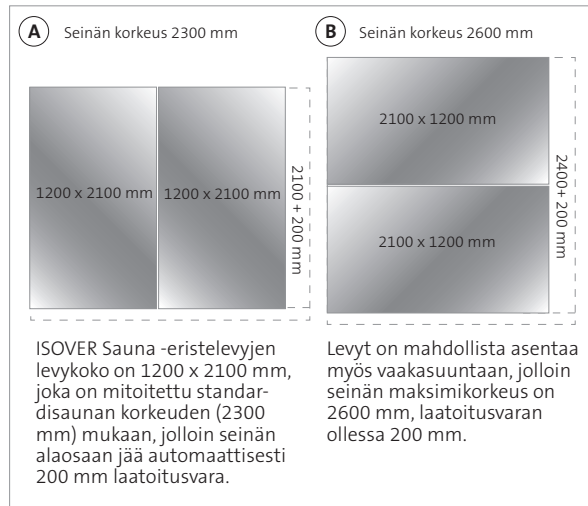 A Seinän korkeus 2300 mm
1200 x 2100 mm
1200 x 2100 mm
2100 + 200 mm
ISOVER Sauna -eristelevyjen
levykoko on 1200 x 2100 mm,
joka on mitoitettu standar-
disaunan korkeuden (2300
mm) mukaan, jolloin seinän
alaosaan jää automaattisesti
200 mm laatoitusvara.
B Seinän korkeus 2600 mm
2100 x 1200 mm
2100 x 1200 mm
2400+ 200 mm
Levyt on mahdollista asentaa
myös vaakasuuntaan, jolloin
seinän maksimikorkeus on
2600 mm, laatoitusvaran
ollessa 200 mm.